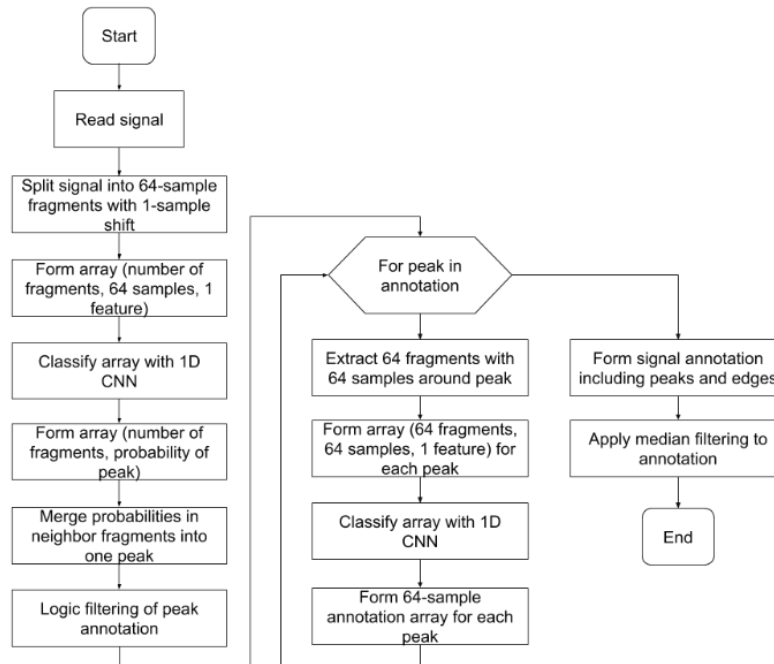 Start
Read signal
Split signal into 64-sample
fragments with 1-sample
shift
Form array (number of
fragments, 64 samples, 1
feature)
Classify array with 1D
CNN
Form array (number of
fragments, probability of
peak)
Merge probabilities in
neighbor fragments into
one peak
Logic filtering of peak
annotation
For peak in
annotation
Extract 64 fragments with
64 samples around peak
Form array (64 fragments,
64 samples, 1 feature) for
each peak
Classify array with 1D
CNN
Form 64-sample
annotation array for each
peak
Form signal annotation
including peaks and edges
Apply median filtering to
annotation
End